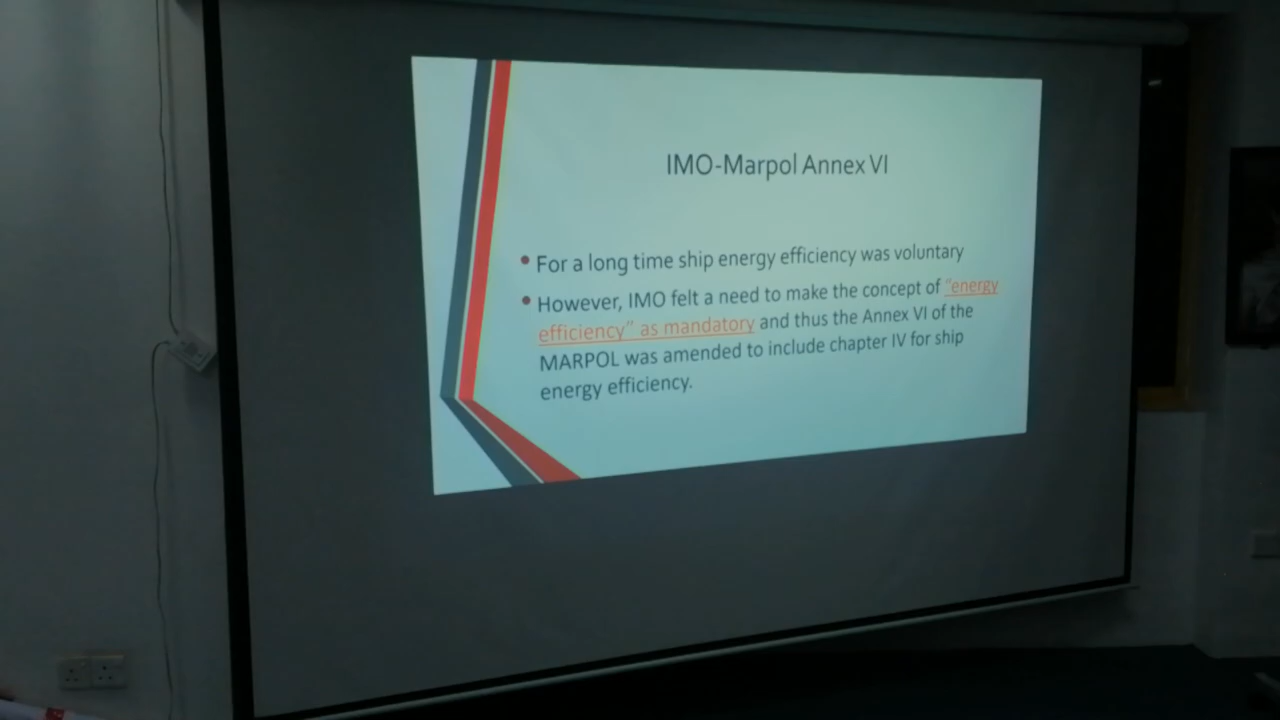 IMO-Marpol Annex VI
• For a long time ship energy efficiency was voluntary
• However, IMO felt a need to make the concept of "energy
efficiency" as mandatory and thus the Annex VI of the
MARPOL was amended to include chapter IV for ship
energy efficiency.